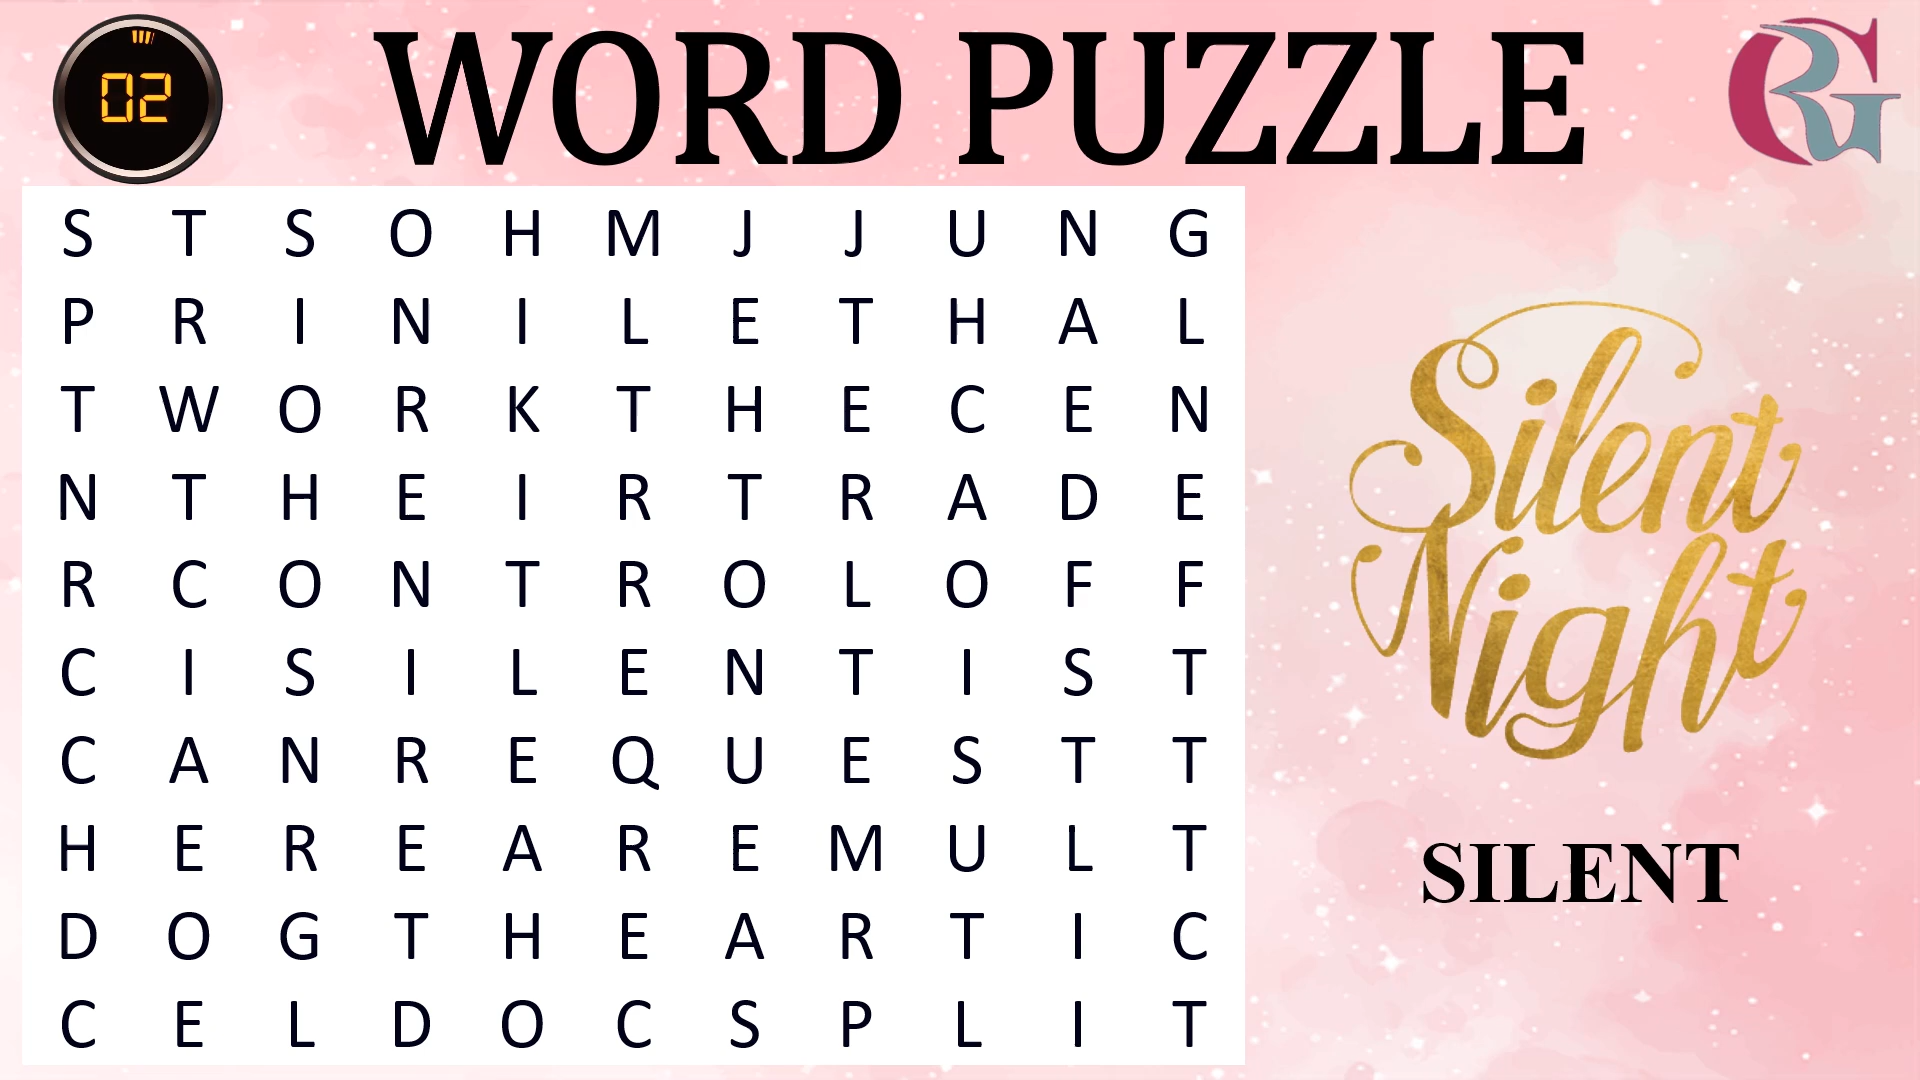 02
WORD PUZZLE
S T S O H M J J U N G
P R I N I L E T H A L
T W O R K T H E C E N
N T H E I R T R A D E
R C O N T R O L O F F
C I S I L E N T I S T
C A N R E Q U E S T T
H E R E A R E M U L T
D O G T H E A R T I C
C E L D O C S P L I T
Silent
Night
SILENT